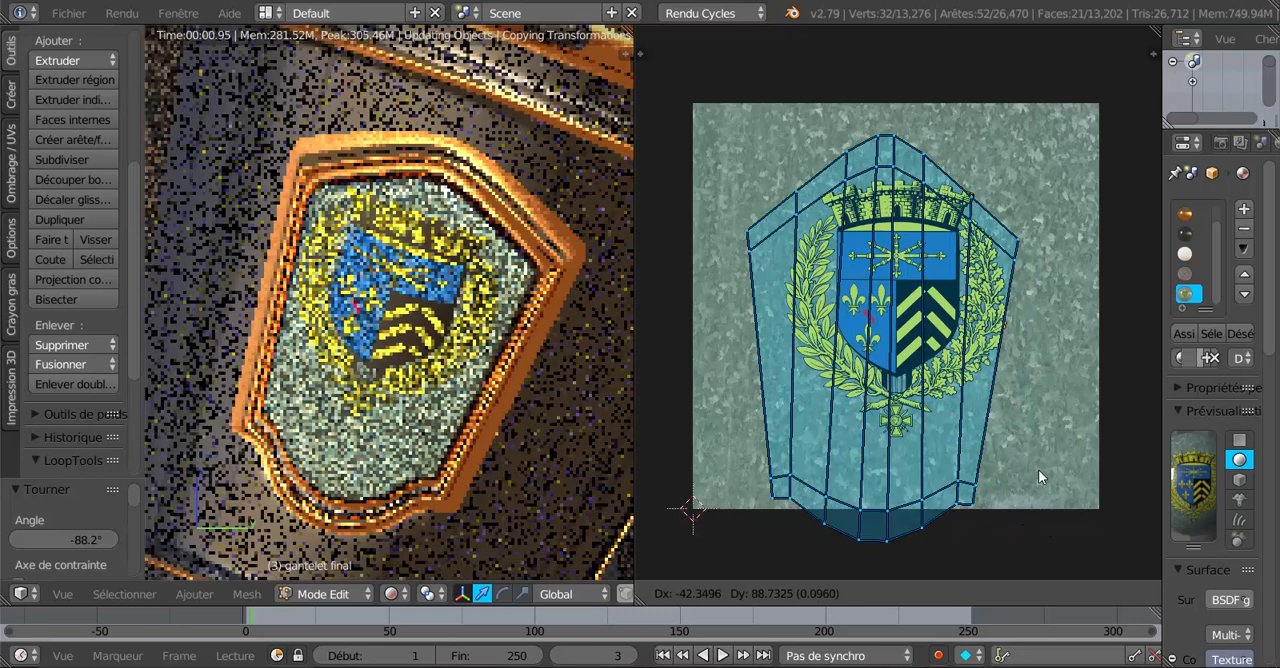 Fichier Rendu Fenêtre Aide Default Scene Rendu Cycles v2.79 | Verts:32/13,276 | Arêtes:52/26,470 | Faces:21/13,202 | Tris:26,712 | Mem:749.94M
Time:00:00.95 | Mem:281.52M, Peak:305.46M | Updating Objects | Copying Transformations
Vue
Outils
Créer
Ombrage / UVs
Options
Crayon gras
Impression 3D
Ajouter :
Extruder
Extruder région
Extruder indi...
Faces internes
Créer arête/f...
Subdiviser
Découper bo...
Décaler gliss...
Dupliquer
Faire t Visser
Coute Sélecti
Projection co...
Bisecter
Enlever :
Supprimer
Fusionner
Enlever doubl...
Outils de poids
Historique
LoopTools
Tourner
Angle
-88.2°
Axe de contrainte
(3) gantelet final
Assi Séle Désé
D
Propriétés
Prévisualisati
Surface
Sur BSDF g
Multi-
Co Texture
Vue Sélectionner Ajouter Mesh Mode Edit Global
Dx: -42.3496 Dy: 88.7325 (0.0960)
-50 0 50 100 150 200 250 300
Vue Marqueur Frame Lecture Début: 1 Fin: 250 3 Pas de synchro